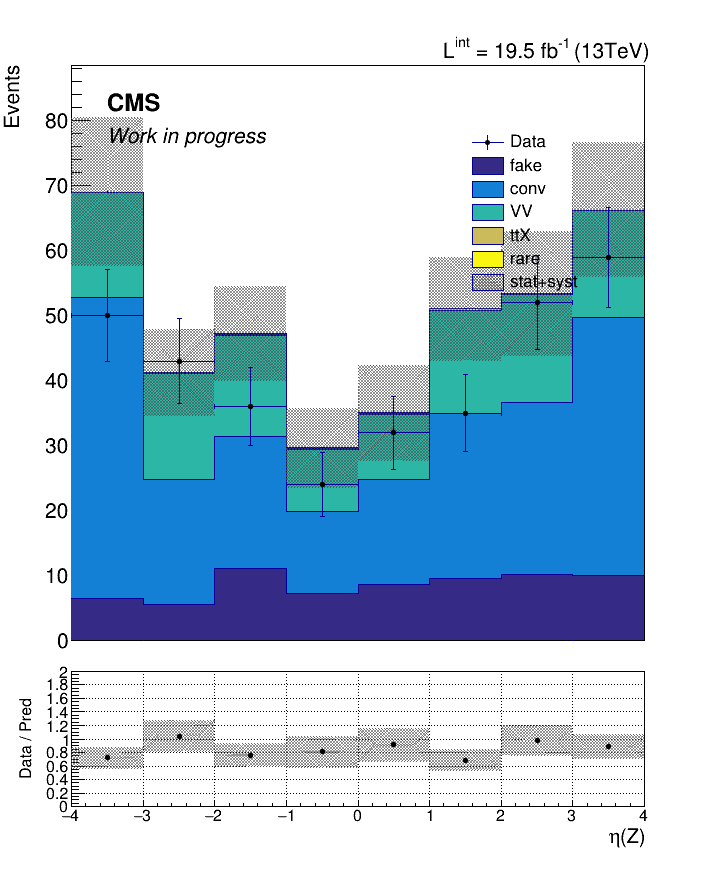 L^int = 19.5 fb^-1 (13TeV)
Events
CMS
Work in progress
Data
fake
conv
VV
ttX
rare
stat+syst
80
70
60
50
40
30
20
10
0
Data / Pred
2
1.8
1.6
1.4
1.2
1
0.8
0.6
0.4
0.2
0
−4 −3 −2 −1 0 1 2 3 4
η(Z)